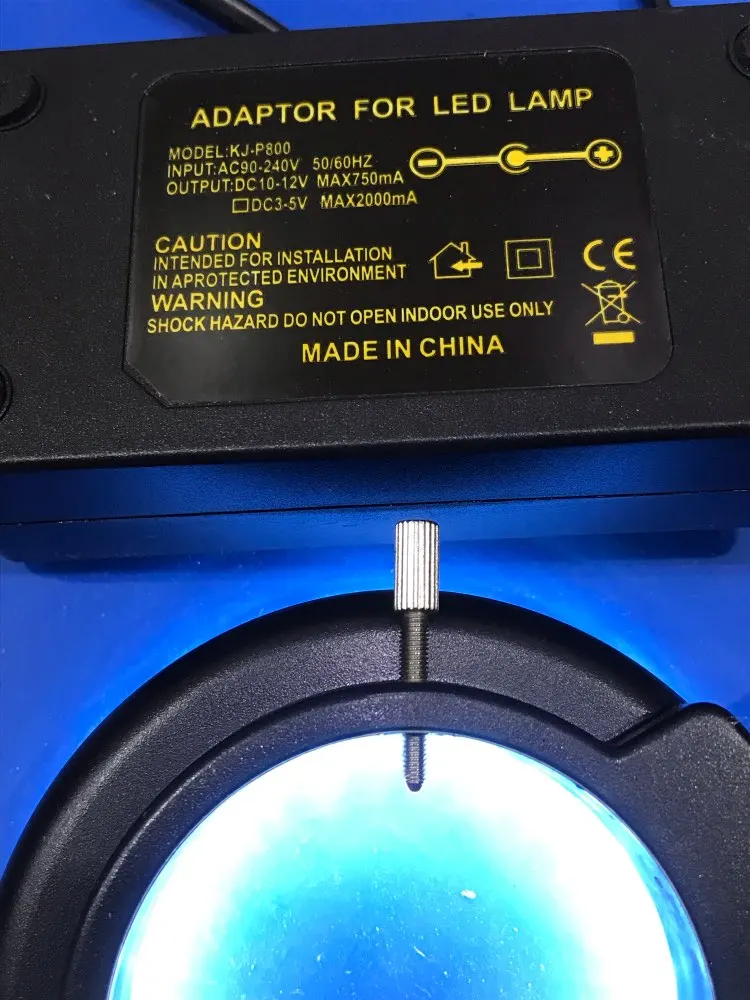 ADAPTOR FOR LED LAMP
MODEL:KJ-P800
INPUT:AC90-240V 50/60HZ
OUTPUT:DC10-12V MAX750mA
□DC3-5V MAX2000mA
CAUTION
INTENDED FOR INSTALLATION
IN APROTECTED ENVIRONMENT
WARNING
SHOCK HAZARD DO NOT OPEN INDOOR USE ONLY
MADE IN CHINA
CE